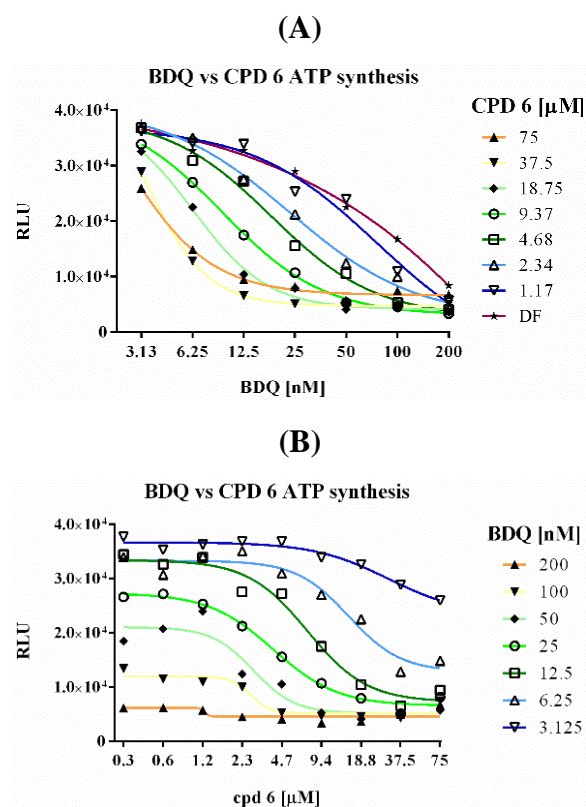 (A)
BDQ vs CPD 6 ATP synthesis
4.0×10⁴
3.0×10⁴
2.0×10⁴
1.0×10⁴
0
RLU
3.13 6.25 12.5 25 50 100 200
BDQ [nM]
CPD 6 [µM]
75
37.5
18.75
9.37
4.68
2.34
1.17
DF
(B)
BDQ vs CPD 6 ATP synthesis
4.0×10⁴
3.0×10⁴
2.0×10⁴
1.0×10⁴
0
RLU
0.3 0.6 1.2 2.3 4.7 9.4 18.8 37.5 75
cpd 6 [µM]
BDQ [nM]
200
100
50
25
12.5
6.25
3.125